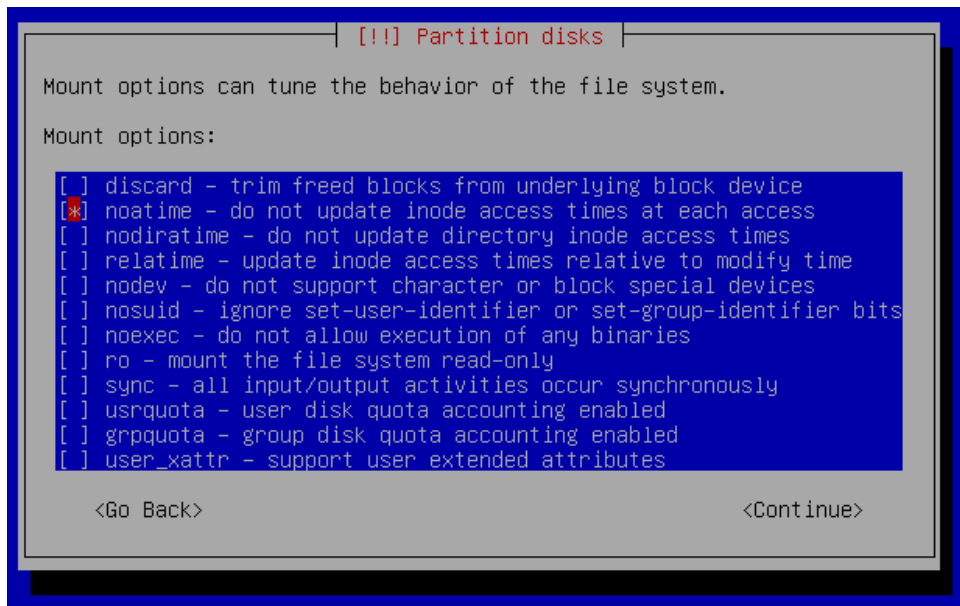 [!!] Partition disks
Mount options can tune the behavior of the file system.
Mount options:
[ ] discard – trim freed blocks from underlying block device
[*] noatime – do not update inode access times at each access
[ ] nodiratime – do not update directory inode access times
[ ] relatime – update inode access times relative to modify time
[ ] nodev – do not support character or block special devices
[ ] nosuid – ignore set-user-identifier or set-group-identifier bits
[ ] noexec – do not allow execution of any binaries
[ ] ro – mount the file system read-only
[ ] sync – all input/output activities occur synchronously
[ ] usrquota – user disk quota accounting enabled
[ ] grpquota – group disk quota accounting enabled
[ ] user_xattr – support user extended attributes
<Go Back> <Continue>